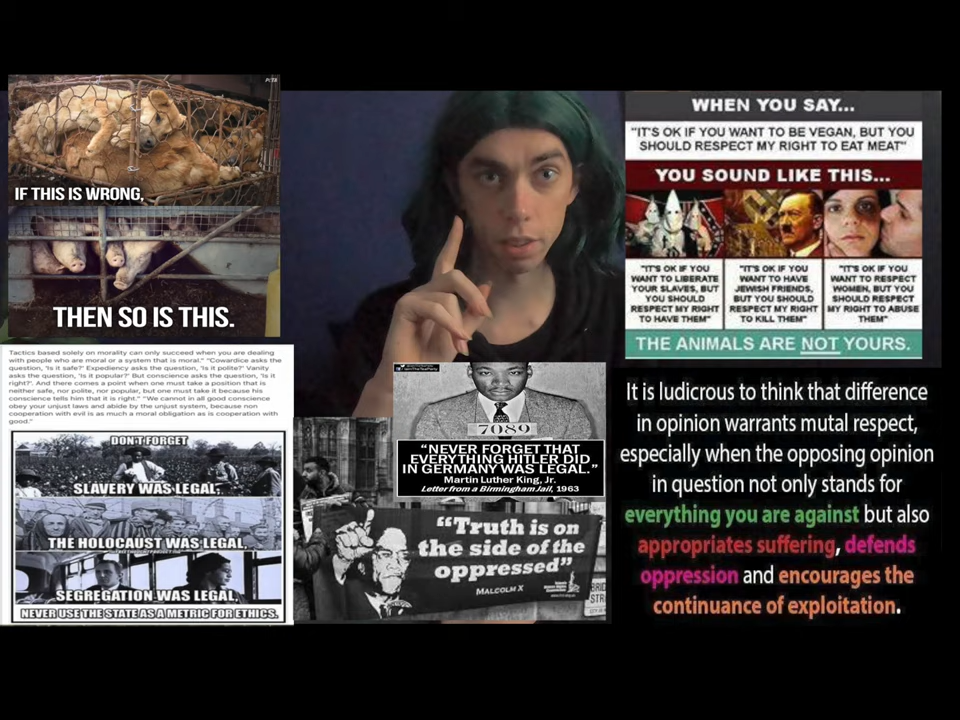 PETA
IF THIS IS WRONG,
THEN SO IS THIS.
Tactics based solely on morality can only succeed when you are dealing
with people who are moral or a system that is moral." "Cowardice asks the
question, 'Is it safe?' Expediency asks the question, 'Is it polite?' Vanity
asks the question, 'Is it popular?' But conscience asks the question, 'Is it
right?'. And there comes a point when one must take a position that is
neither safe, nor polite, nor popular, but one must take it because his
conscience tells him that it is right." "We cannot in all good conscience
obey your unjust laws and abide by the unjust system, because non
cooperation with evil is as much a moral obligation as is cooperation with
good."
DON'T FORGET
SLAVERY WAS LEGAL,
THE HOLOCAUST WAS LEGAL,
SEGREGATION WAS LEGAL,
NEVER USE THE STATE AS A METRIC FOR ETHICS.
7089
"NEVER FORGET THAT
EVERYTHING HITLER DID
IN GERMANY WAS LEGAL."
Martin Luther King, Jr.
Letter from a Birmingham Jail, 1963
"Truth is on
the side of the
oppressed"
MALCOLM X
BRID
STR
WHEN YOU SAY...
"IT'S OK IF YOU WANT TO BE VEGAN, BUT YOU
SHOULD RESPECT MY RIGHT TO EAT MEAT"
YOU SOUND LIKE THIS...
"IT'S OK IF YOU
WANT TO LIBERATE
YOUR SLAVES, BUT
YOU SHOULD
RESPECT MY RIGHT
TO HAVE THEM"
"IT'S OK IF YOU
WANT TO HAVE
JEWISH FRIENDS,
BUT YOU SHOULD
RESPECT MY RIGHT
TO KILL THEM"
"IT'S OK IF YOU
WANT TO RESPECT
WOMEN, BUT YOU
SHOULD RESPECT
MY RIGHT TO ABUSE
THEM"
THE ANIMALS ARE NOT YOURS.
It is ludicrous to think that difference
in opinion warrants mutal respect,
especially when the opposing opinion
in question not only stands for
everything you are against but also
appropriates suffering, defends
oppression and encourages the
continuance of exploitation.